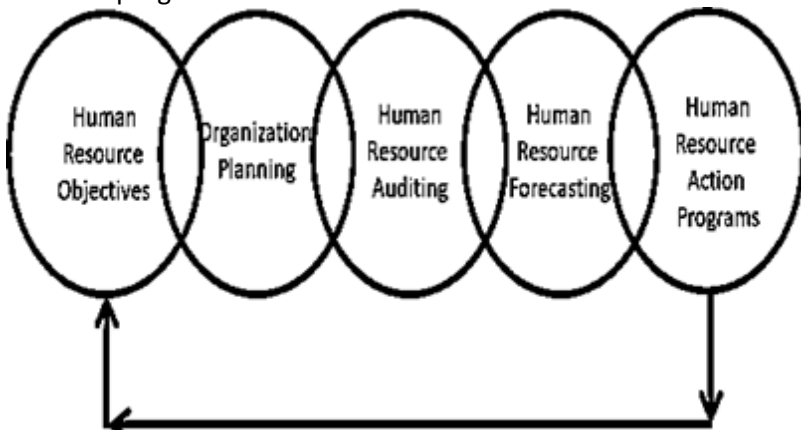 Human
Resource
Objectives
Organization
Planning
Human
Resource
Auditing
Human
Resource
Forecasting
Human
Resource
Action
Programs